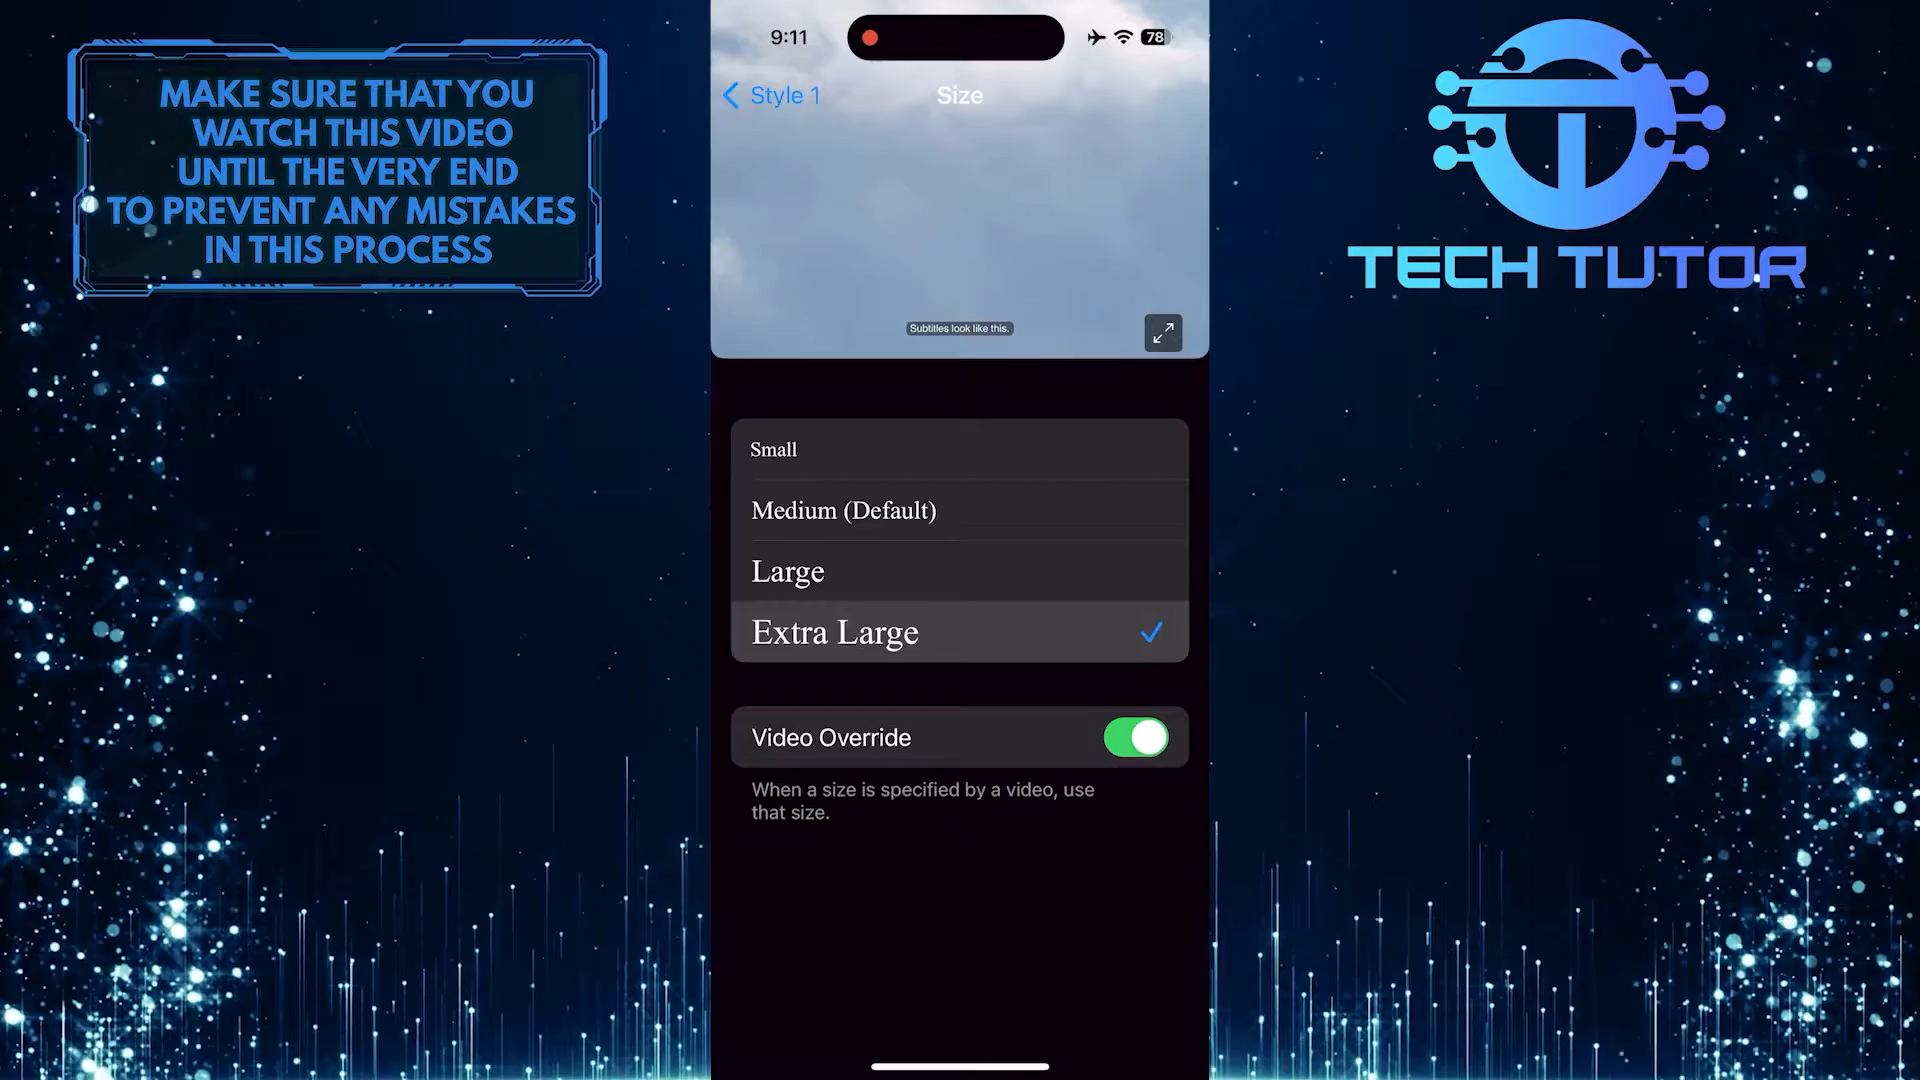 MAKE SURE THAT YOU
WATCH THIS VIDEO
UNTIL THE VERY END
TO PREVENT ANY MISTAKES
IN THIS PROCESS
9:11
78
Style 1
Size
Subtitles look like this.
Small
Medium (Default)
Large
Extra Large
Video Override
When a size is specified by a video, use
that size.
TECH TUTOR